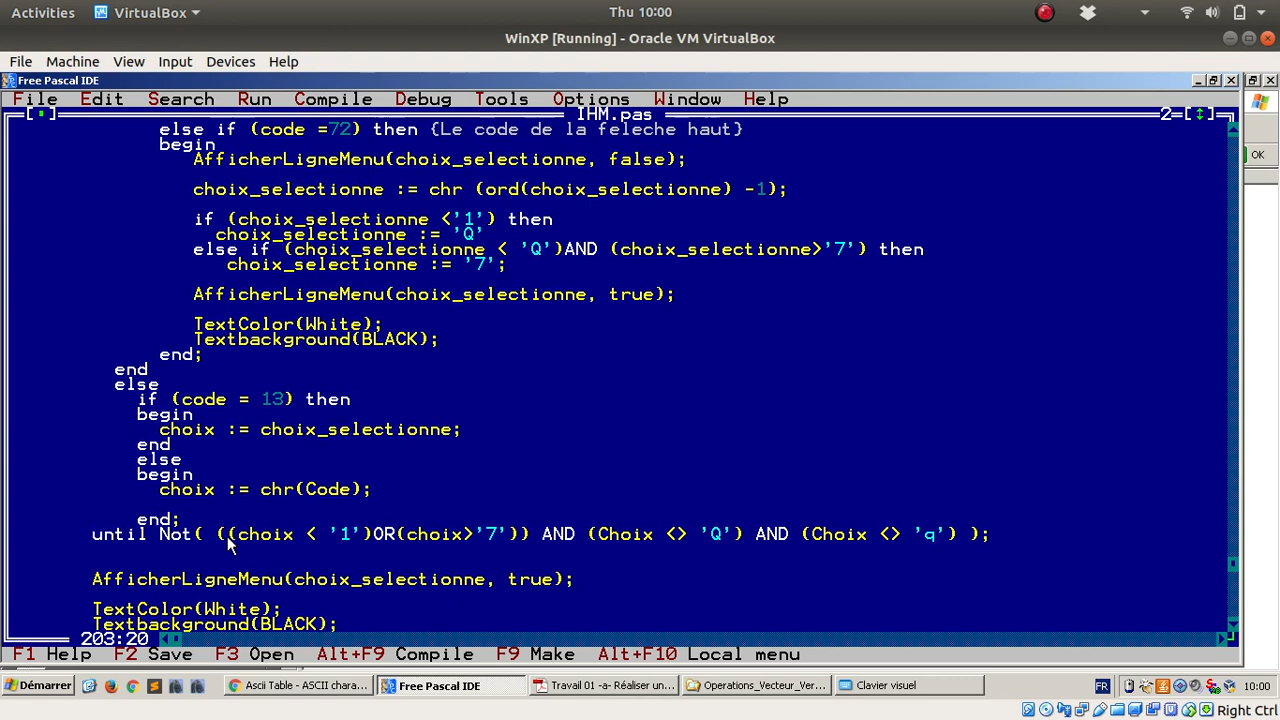 Activities VirtualBox Thu 10:00
WinXP [Running] - Oracle VM VirtualBox
File Machine View Input Devices Help
Free Pascal IDE
File Edit Search Run Compile Debug Tools Options Window Help
IHM.pas 2=[↕]
else if (code =72) then {Le code de la feleche haut}
begin
AfficherLigneMenu(choix_selectionne, false);
choix_selectionne := chr (ord(choix_selectionne) -1);
if (choix_selectionne <'1') then
choix_selectionne := 'Q'
else if (choix_selectionne < 'Q')AND (choix_selectionne>'7') then
choix_selectionne := '7';
AfficherLigneMenu(choix_selectionne, true);
TextColor(White);
Textbackground(BLACK);
end;
end
else
if (code = 13) then
begin
choix := choix_selectionne;
end
else
begin
choix := chr(Code);
end;
until Not( ((choix < '1')OR(choix>'7')) AND (Choix <> 'Q') AND (Choix <> 'q') );
AfficherLigneMenu(choix_selectionne, true);
TextColor(White);
Textbackground(BLACK);
203:20
F1 Help F2 Save F3 Open Alt+F9 Compile F9 Make Alt+F10 Local menu
OK
Démarrer Ascii Table - ASCII chara... Free Pascal IDE Travail 01 -a- Réaliser un... Operations_Vecteur_Ver... Clavier visuel FR 10:00
Right Ctrl